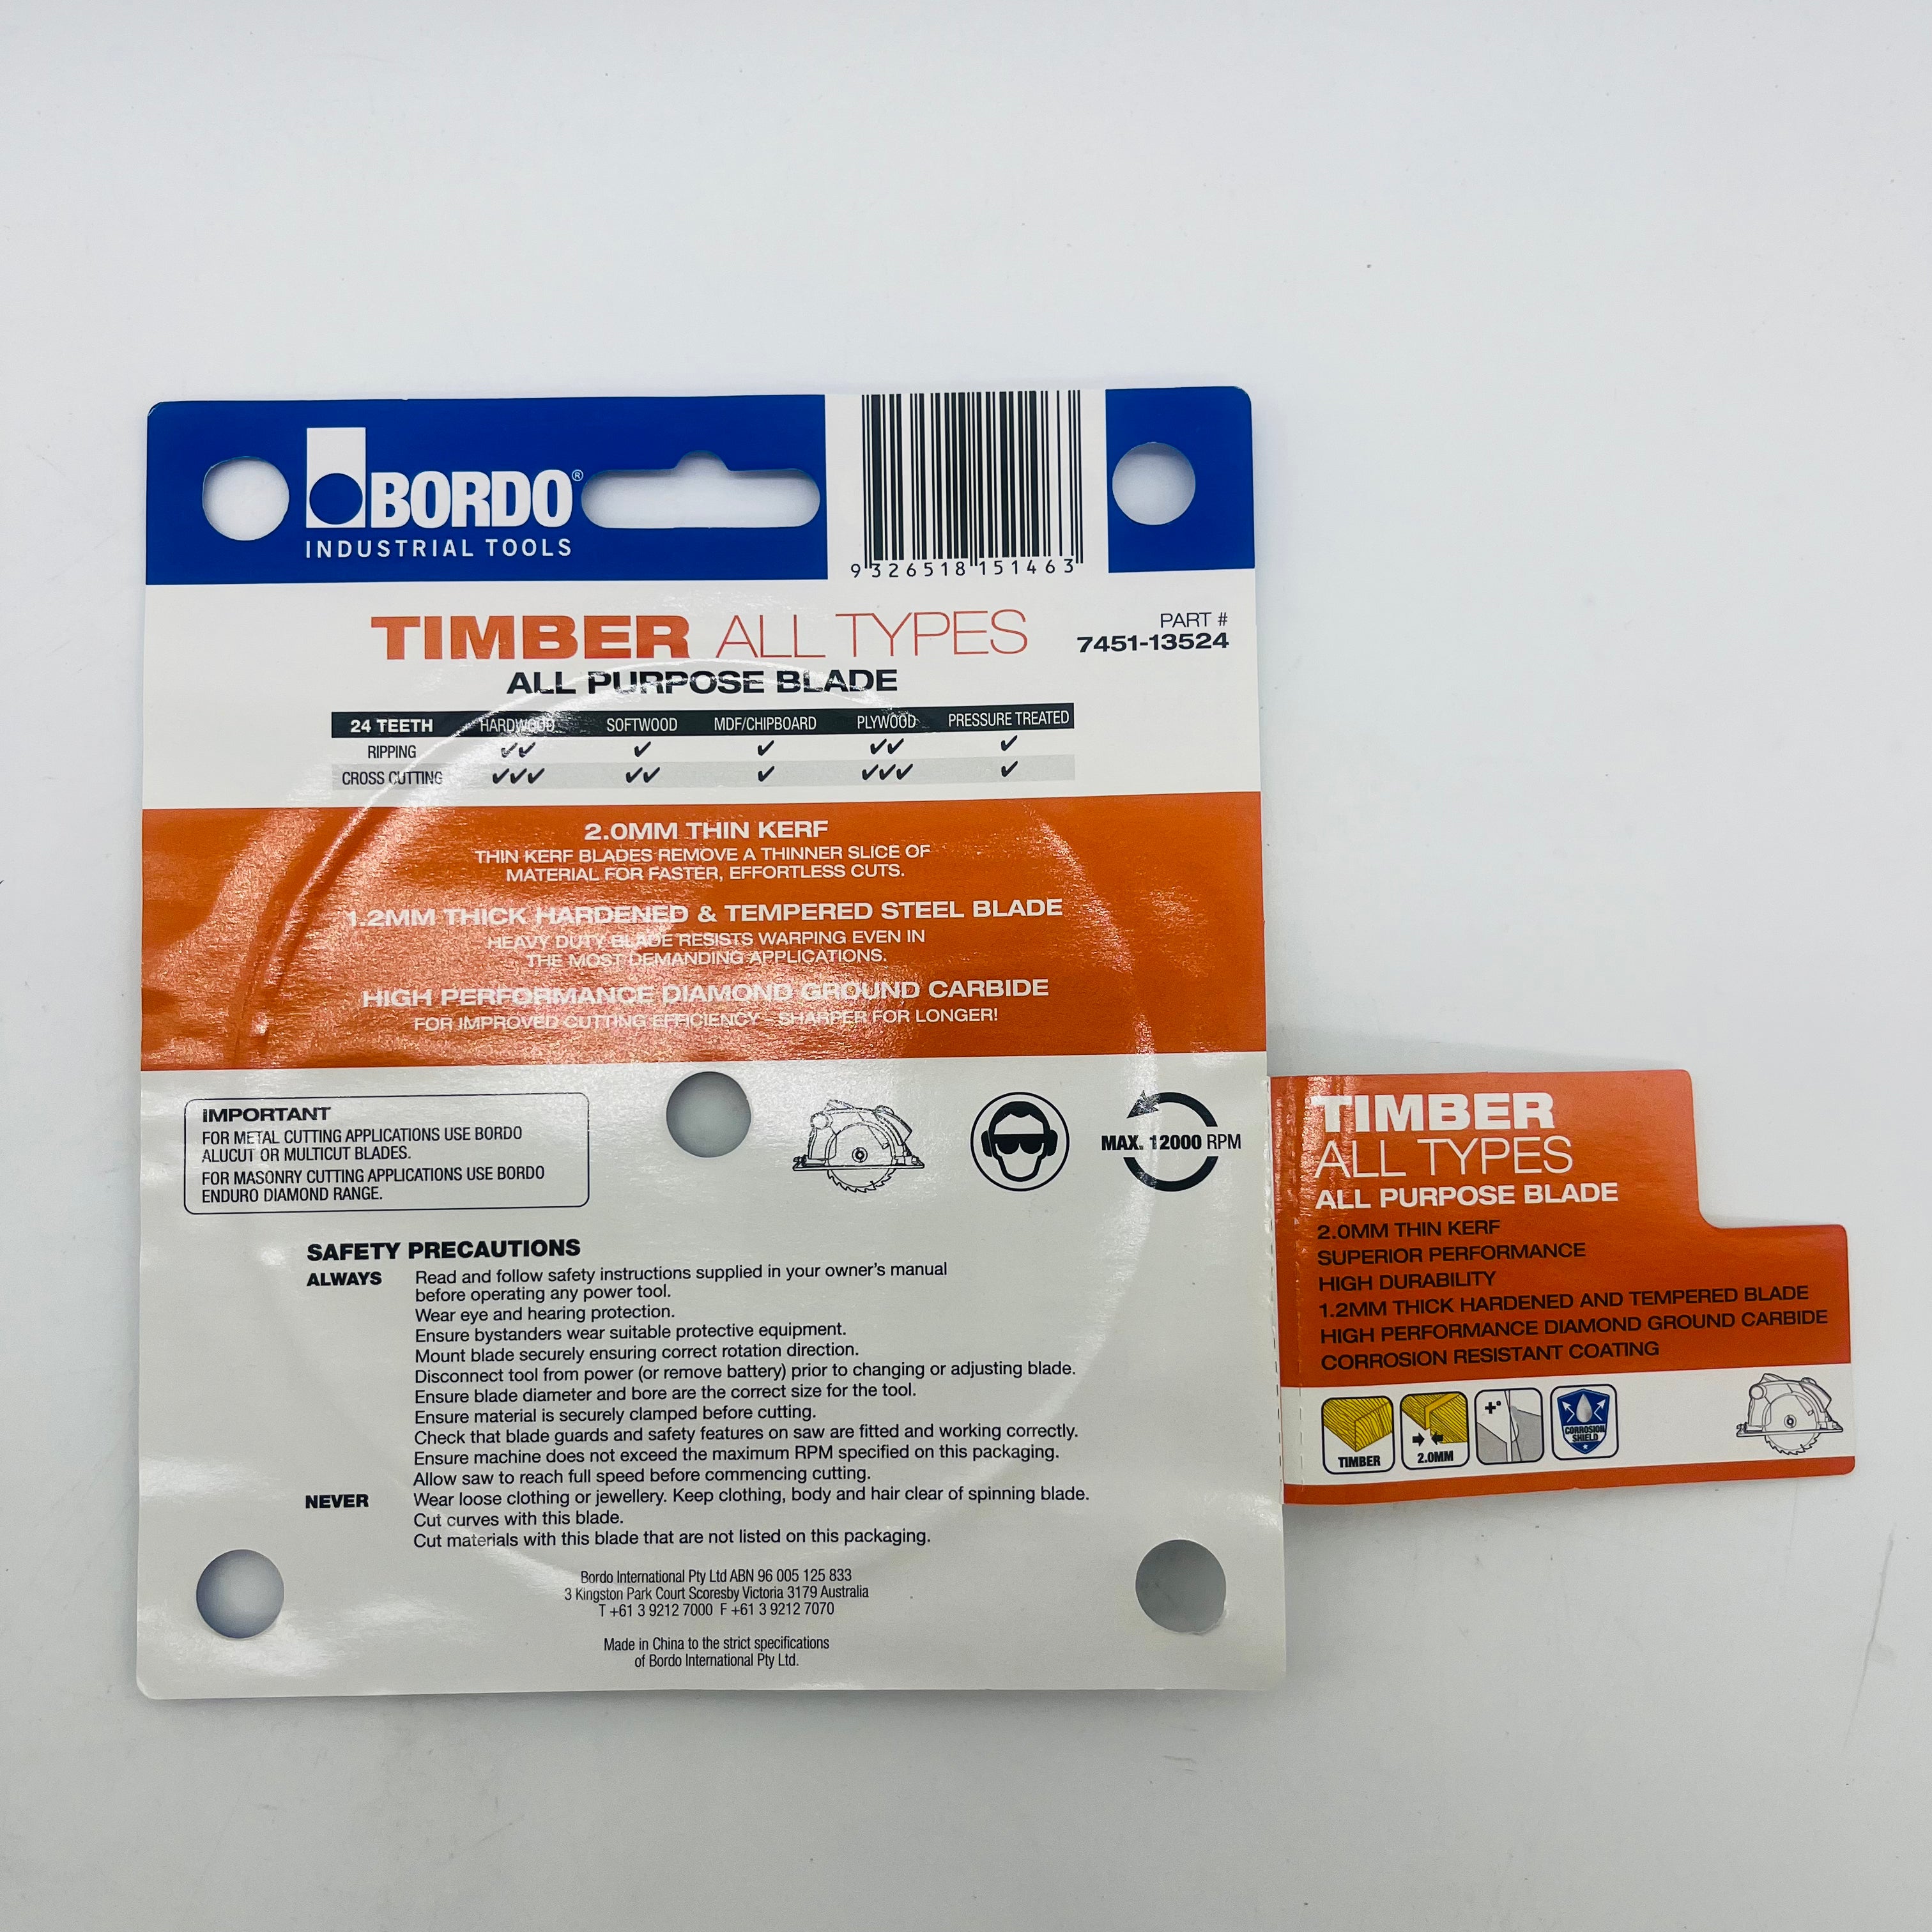 BORDO®
INDUSTRIAL TOOLS
9 326518 151463
TIMBER ALL TYPES
ALL PURPOSE BLADE
PART #
7451-13524
24 TEETH HARDWOOD SOFTWOOD MDF/CHIPBOARD PLYWOOD PRESSURE TREATED
RIPPING ✓✓ ✓ ✓ ✓✓ ✓
CROSS CUTTING ✓✓✓ ✓✓ ✓ ✓✓✓ ✓
2.0MM THIN KERF
THIN KERF BLADES REMOVE A THINNER SLICE OF
MATERIAL FOR FASTER, EFFORTLESS CUTS.
1.2MM THICK HARDENED & TEMPERED STEEL BLADE
HEAVY DUTY BLADE RESISTS WARPING EVEN IN
THE MOST DEMANDING APPLICATIONS.
HIGH PERFORMANCE DIAMOND GROUND CARBIDE
FOR IMPROVED CUTTING EFFICIENCY - SHARPER FOR LONGER!
IMPORTANT
FOR METAL CUTTING APPLICATIONS USE BORDO
ALUCUT OR MULTICUT BLADES.
FOR MASONRY CUTTING APPLICATIONS USE BORDO
ENDURO DIAMOND RANGE.
MAX. 12000 RPM
SAFETY PRECAUTIONS
ALWAYS Read and follow safety instructions supplied in your owner's manual
before operating any power tool.
Wear eye and hearing protection.
Ensure bystanders wear suitable protective equipment.
Mount blade securely ensuring correct rotation direction.
Disconnect tool from power (or remove battery) prior to changing or adjusting blade.
Ensure blade diameter and bore are the correct size for the tool.
Ensure material is securely clamped before cutting.
Check that blade guards and safety features on saw are fitted and working correctly.
Ensure machine does not exceed the maximum RPM specified on this packaging.
Allow saw to reach full speed before commencing cutting.
NEVER Wear loose clothing or jewellery. Keep clothing, body and hair clear of spinning blade.
Cut curves with this blade.
Cut materials with this blade that are not listed on this packaging.
Bordo International Pty Ltd ABN 96 005 125 833
3 Kingston Park Court Scoresby Victoria 3179 Australia
T +61 3 9212 7000 F +61 3 9212 7070
Made in China to the strict specifications
of Bordo International Pty Ltd.
TIMBER
ALL TYPES
ALL PURPOSE BLADE
2.0MM THIN KERF
SUPERIOR PERFORMANCE
HIGH DURABILITY
1.2MM THICK HARDENED AND TEMPERED BLADE
HIGH PERFORMANCE DIAMOND GROUND CARBIDE
CORROSION RESISTANT COATING
TIMBER
2.0MM
+°
CORROSION
SHIELD